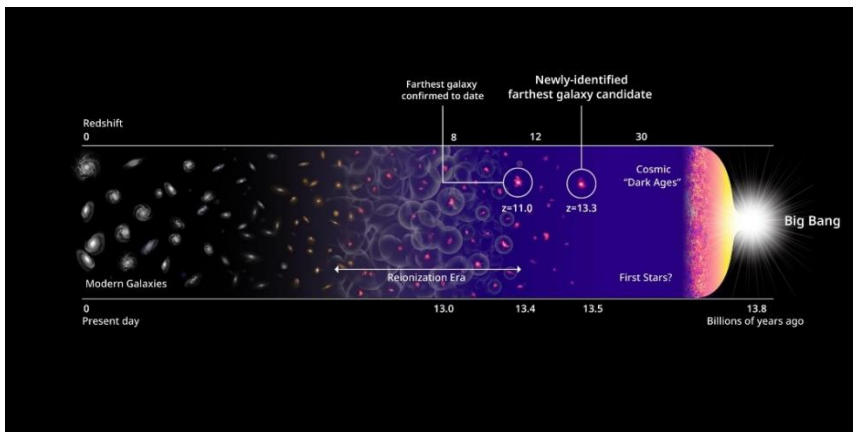 Farthest galaxy
confirmed to date
Newly-identified
farthest galaxy candidate
Redshift
0 8 12 30
Cosmic
"Dark Ages"
z=11.0 z=13.3
Big Bang
Modern Galaxies
Reionization Era
First Stars?
0 13.0 13.4 13.5 13.8
Present day
Billions of years ago